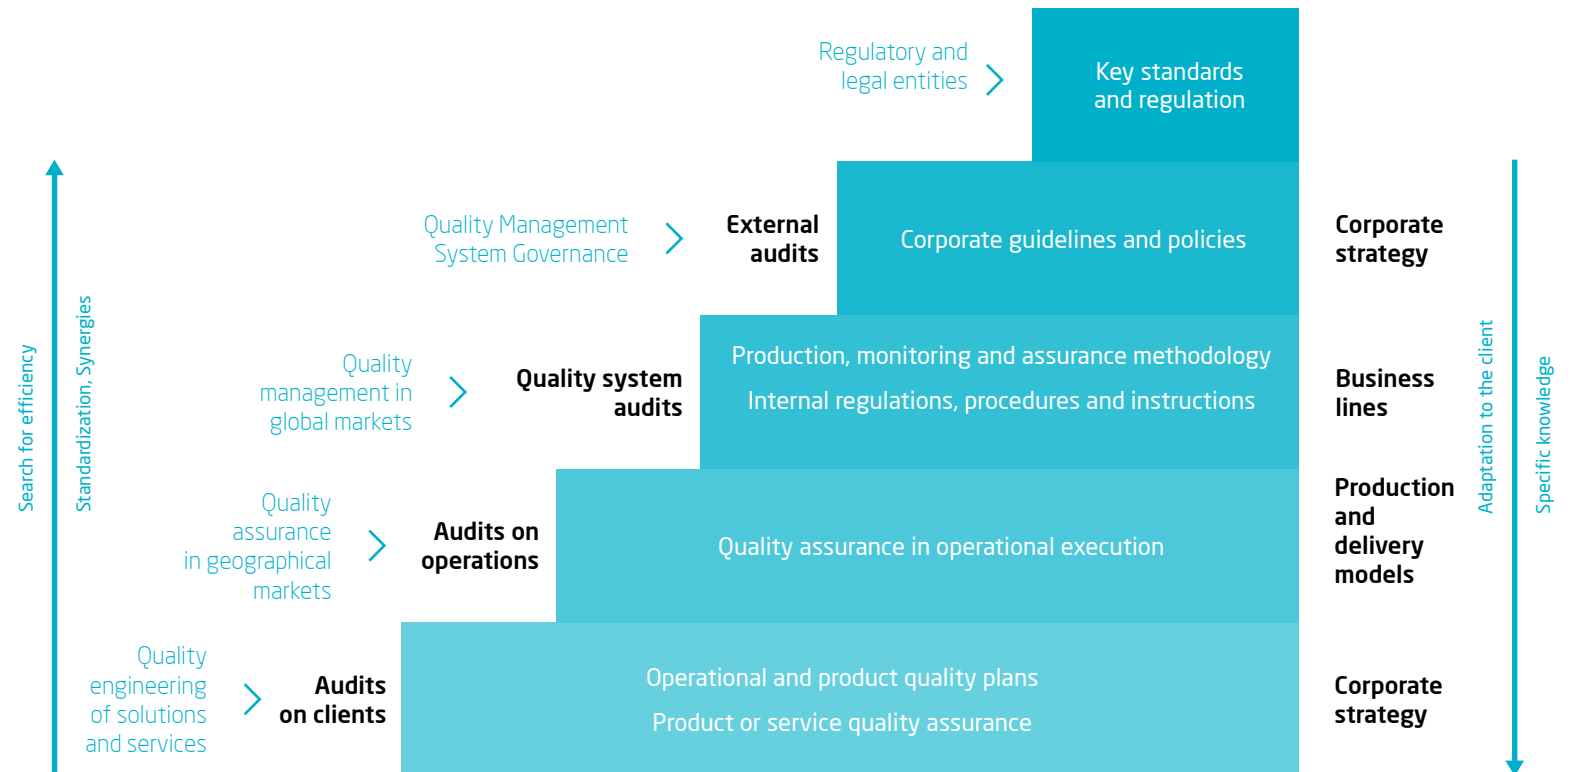 Regulatory and
legal entities
Key standards
and regulation
Quality Management
System Governance
External
audits
Corporate guidelines and policies
Corporate
strategy
Quality
management in
global markets
Quality system
audits
Production, monitoring and assurance methodology
Internal regulations, procedures and instructions
Business
lines
Quality
assurance
in geographical
markets
Audits on
operations
Quality assurance in operational execution
Production
and
delivery
models
Quality
engineering
of solutions
and services
Audits
on clients
Operational and product quality plans
Product or service quality assurance
Corporate
strategy
Search for efficiency
Standardization, Synergies
Adaptation to the client
Specific knowledge